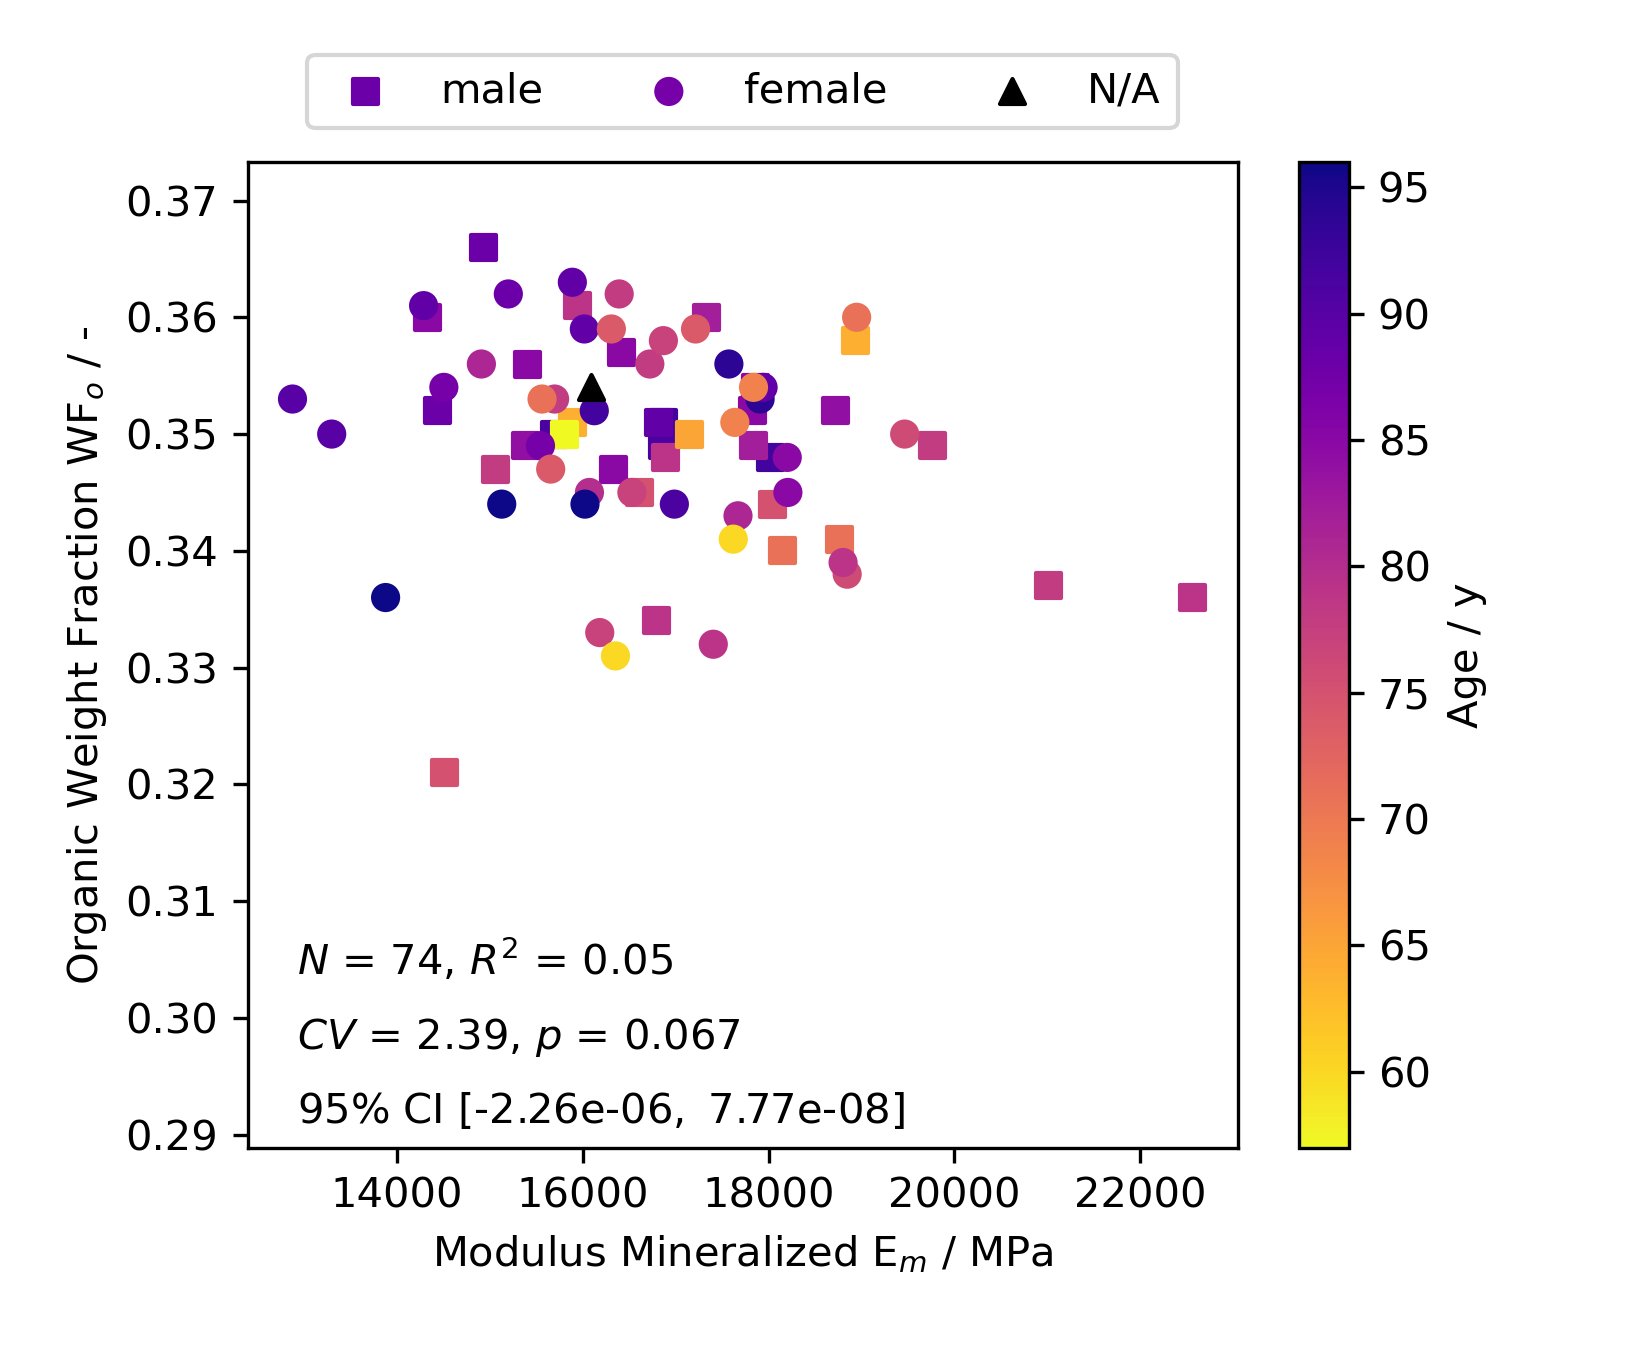 male female N/A
0.37
0.36
0.35
0.34
0.33
0.32
0.31
0.30
0.29
Organic Weight Fraction WFₒ / -
N = 74, R² = 0.05
CV = 2.39, p = 0.067
95% CI [-2.26e-06, 7.77e-08]
14000 16000 18000 20000 22000
Modulus Mineralized Eₘ / MPa
95
90
85
80
75
70
65
60
Age / y